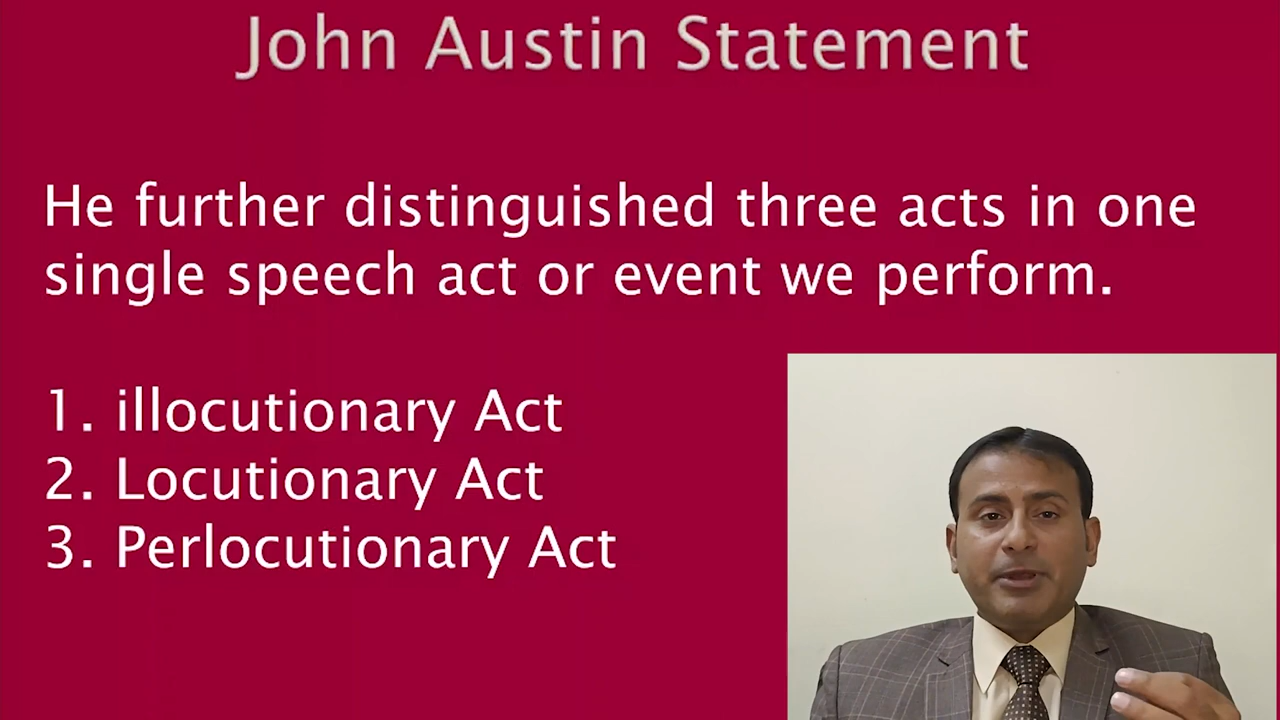 John Austin Statement
He further distinguished three acts in one
single speech act or event we perform.
1. illocutionary Act
2. Locutionary Act
3. Perlocutionary Act